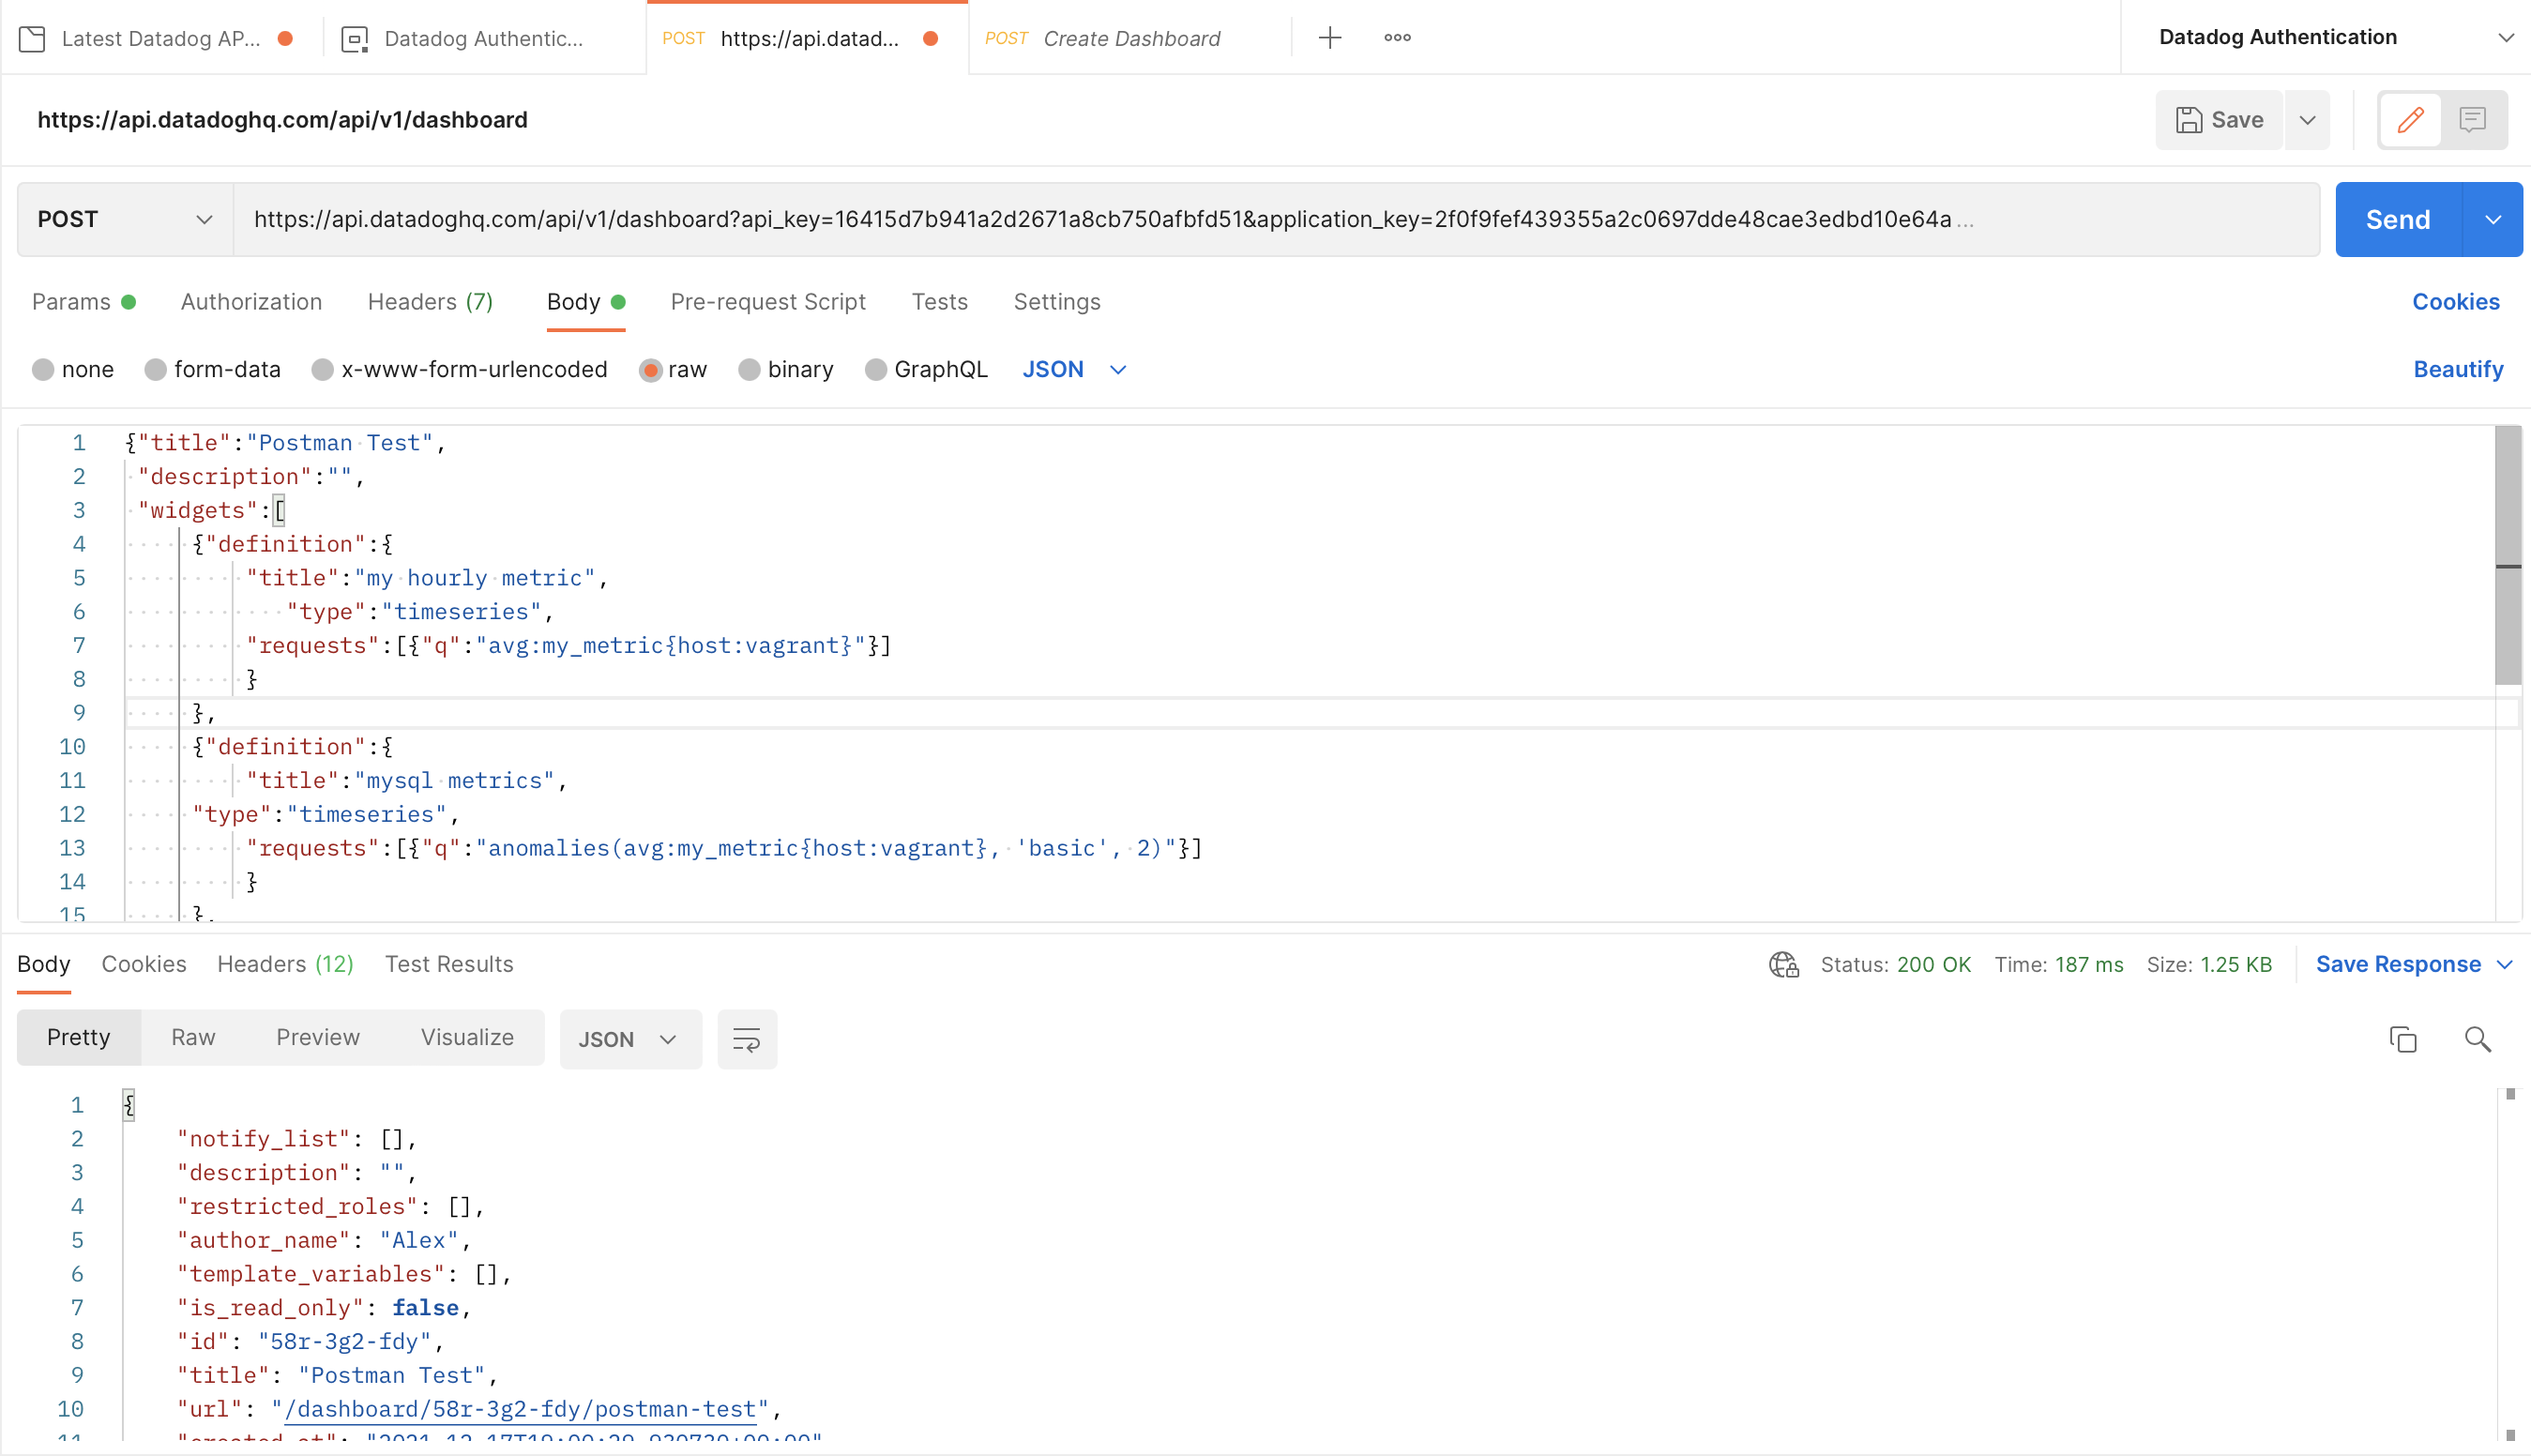 Latest Datadog AP... Datadog Authentic... POST https://api.datad... POST Create Dashboard Datadog Authentication
https://api.datadoghq.com/api/v1/dashboard Save
POST https://api.datadoghq.com/api/v1/dashboard?api_key=16415d7b941a2d2671a8cb750afbfd51&application_key=2f0f9fef439355a2c0697dde48cae3edbd10e64a... Send
Params Authorization Headers (7) Body Pre-request Script Tests Settings Cookies
none form-data x-www-form-urlencoded raw binary GraphQL JSON Beautify
1 {"title":"Postman Test",
2 "description":"",
3 "widgets":[
4 {"definition":{
5 "title":"my hourly metric",
6 "type":"timeseries",
7 "requests":[{"q":"avg:my_metric{host:vagrant}"}]
8 }
9 },
10 {"definition":{
11 "title":"mysql metrics",
12 "type":"timeseries",
13 "requests":[{"q":"anomalies(avg:my_metric{host:vagrant}, 'basic', 2)"}]
14 }
15 },
Body Cookies Headers (12) Test Results Status: 200 OK Time: 187 ms Size: 1.25 KB Save Response
Pretty Raw Preview Visualize JSON
1 {
2 "notify_list": [],
3 "description": "",
4 "restricted_roles": [],
5 "author_name": "Alex",
6 "template_variables": [],
7 "is_read_only": false,
8 "id": "58r-3g2-fdy",
9 "title": "Postman Test",
10 "url": "/dashboard/58r-3g2-fdy/postman-test",
11